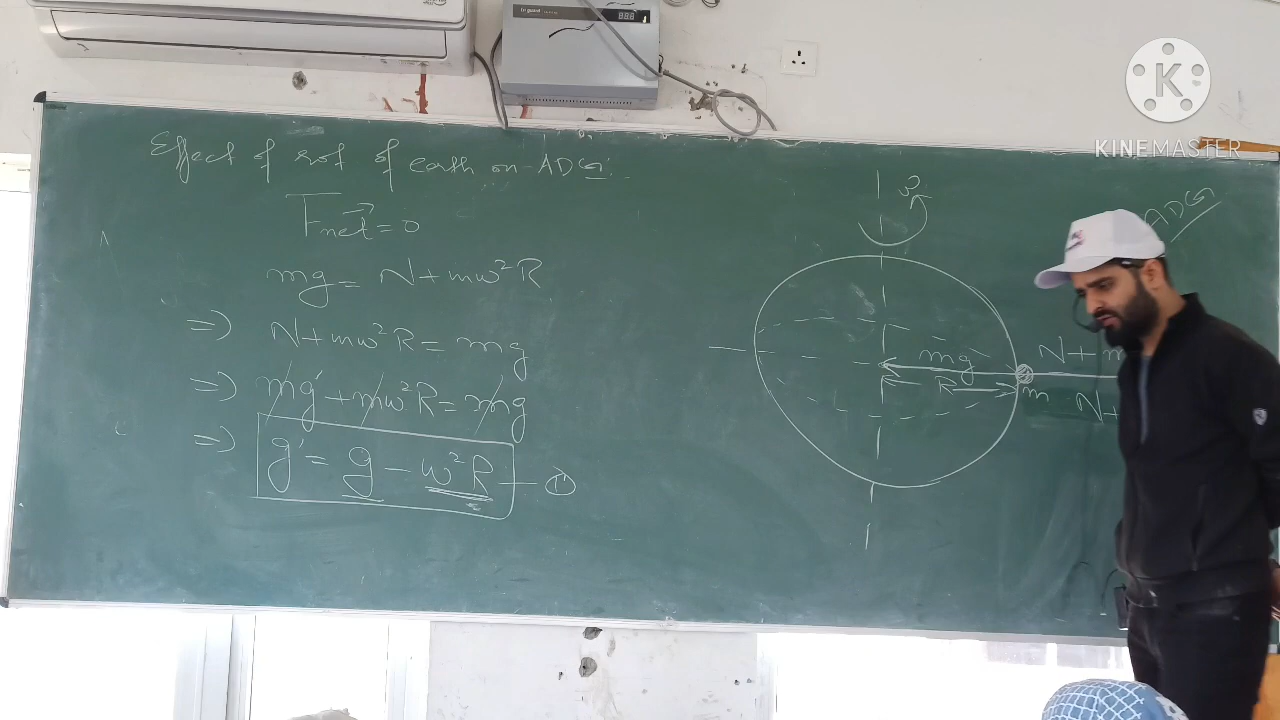 Effect of rot of earth on ADG:
F⃗net = 0
mg = N + mω²R
⇒ N + mω²R = mg
⇒ mg' + mω²R = mg
⇒ g' = g - ω²R - ①
ω
ADG
mg
N + m
R
m
N+
K
KINEMASTER